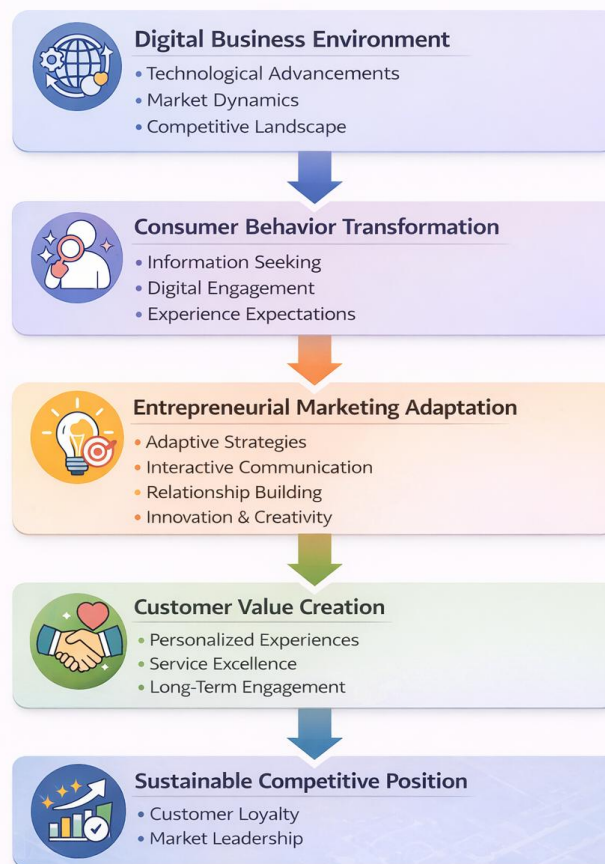 Digital Business Environment
• Technological Advancements
• Market Dynamics
• Competitive Landscape
Consumer Behavior Transformation
• Information Seeking
• Digital Engagement
• Experience Expectations
Entrepreneurial Marketing Adaptation
• Adaptive Strategies
• Interactive Communication
• Relationship Building
• Innovation & Creativity
Customer Value Creation
• Personalized Experiences
• Service Excellence
• Long-Term Engagement
Sustainable Competitive Position
• Customer Loyalty
• Market Leadership